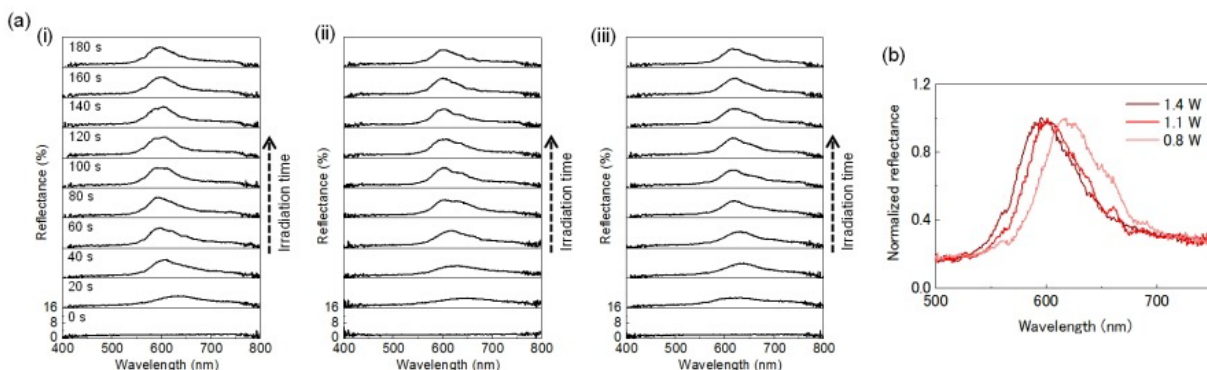 (a)
(i)
(ii)
(iii)
(b)
180 s
160 s
140 s
120 s
100 s
80 s
60 s
40 s
20 s
0 s
Reflectance (%)
16
8
0
400 500 600 700 800
Wavelength (nm)
Irradiation time
Reflectance (%)
16
8
0
400 500 600 700 800
Wavelength (nm)
Irradiation time
Reflectance (%)
16
8
0
400 500 600 700 800
Wavelength (nm)
Irradiation time
Normalized reflectance
1.2
0.8
0.4
0.0
1.4 W
1.1 W
0.8 W
500 600 700
Wavelength (nm)